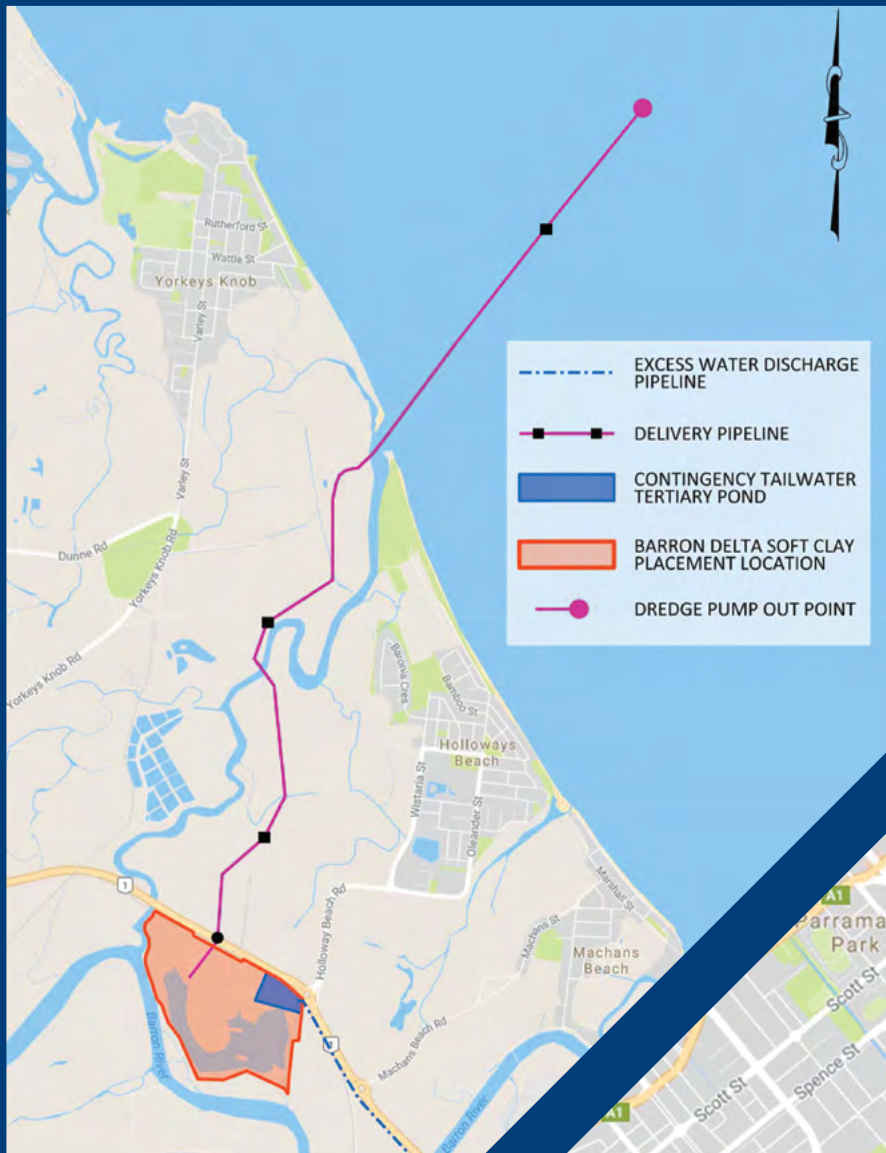 Rutherford St
Wattle St
Yorkeys Knob
Varley St
Varley St
Dunne Rd
Yorkeys Knob Rd
Yorkeys Knob Rd
EXCESS WATER DISCHARGE
PIPELINE
DELIVERY PIPELINE
CONTINGENCY TAILWATER
TERTIARY POND
BARRON DELTA SOFT CLAY
PLACEMENT LOCATION
DREDGE PUMP OUT POINT
Baronia Cres
Bamboo St
Holloways
Beach
Wistaria St
Oleander St
1
Holloway Beach Rd
Marshall St
Machans St
Machans
Beach
Machans Beach Rd
Barron River
Barron River
A1
Parrama
Park
Scott St
Spence St
Scott St
A1